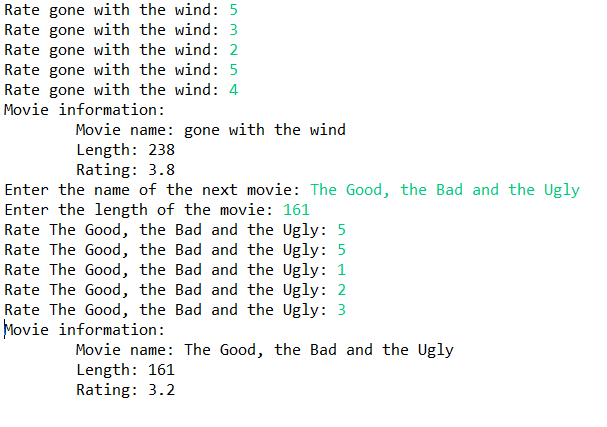 Rate gone with the wind: 5
Rate gone with the wind: 3
Rate gone with the wind: 2
Rate gone with the wind: 5
Rate gone with the wind: 4
Movie information:
Movie name: gone with the wind
Length: 238
Rating: 3.8
Enter the name of the next movie: The Good, the Bad and the Ugly
Enter the length of the movie: 161
Rate The Good, the Bad and the Ugly: 5
Rate The Good, the Bad and the Ugly: 5
Rate The Good, the Bad and the Ugly: 1
Rate The Good, the Bad and the Ugly: 2
Rate The Good, the Bad and the Ugly: 3
Movie information:
Movie name: The Good, the Bad and the Ugly
Length: 161
Rating: 3.2